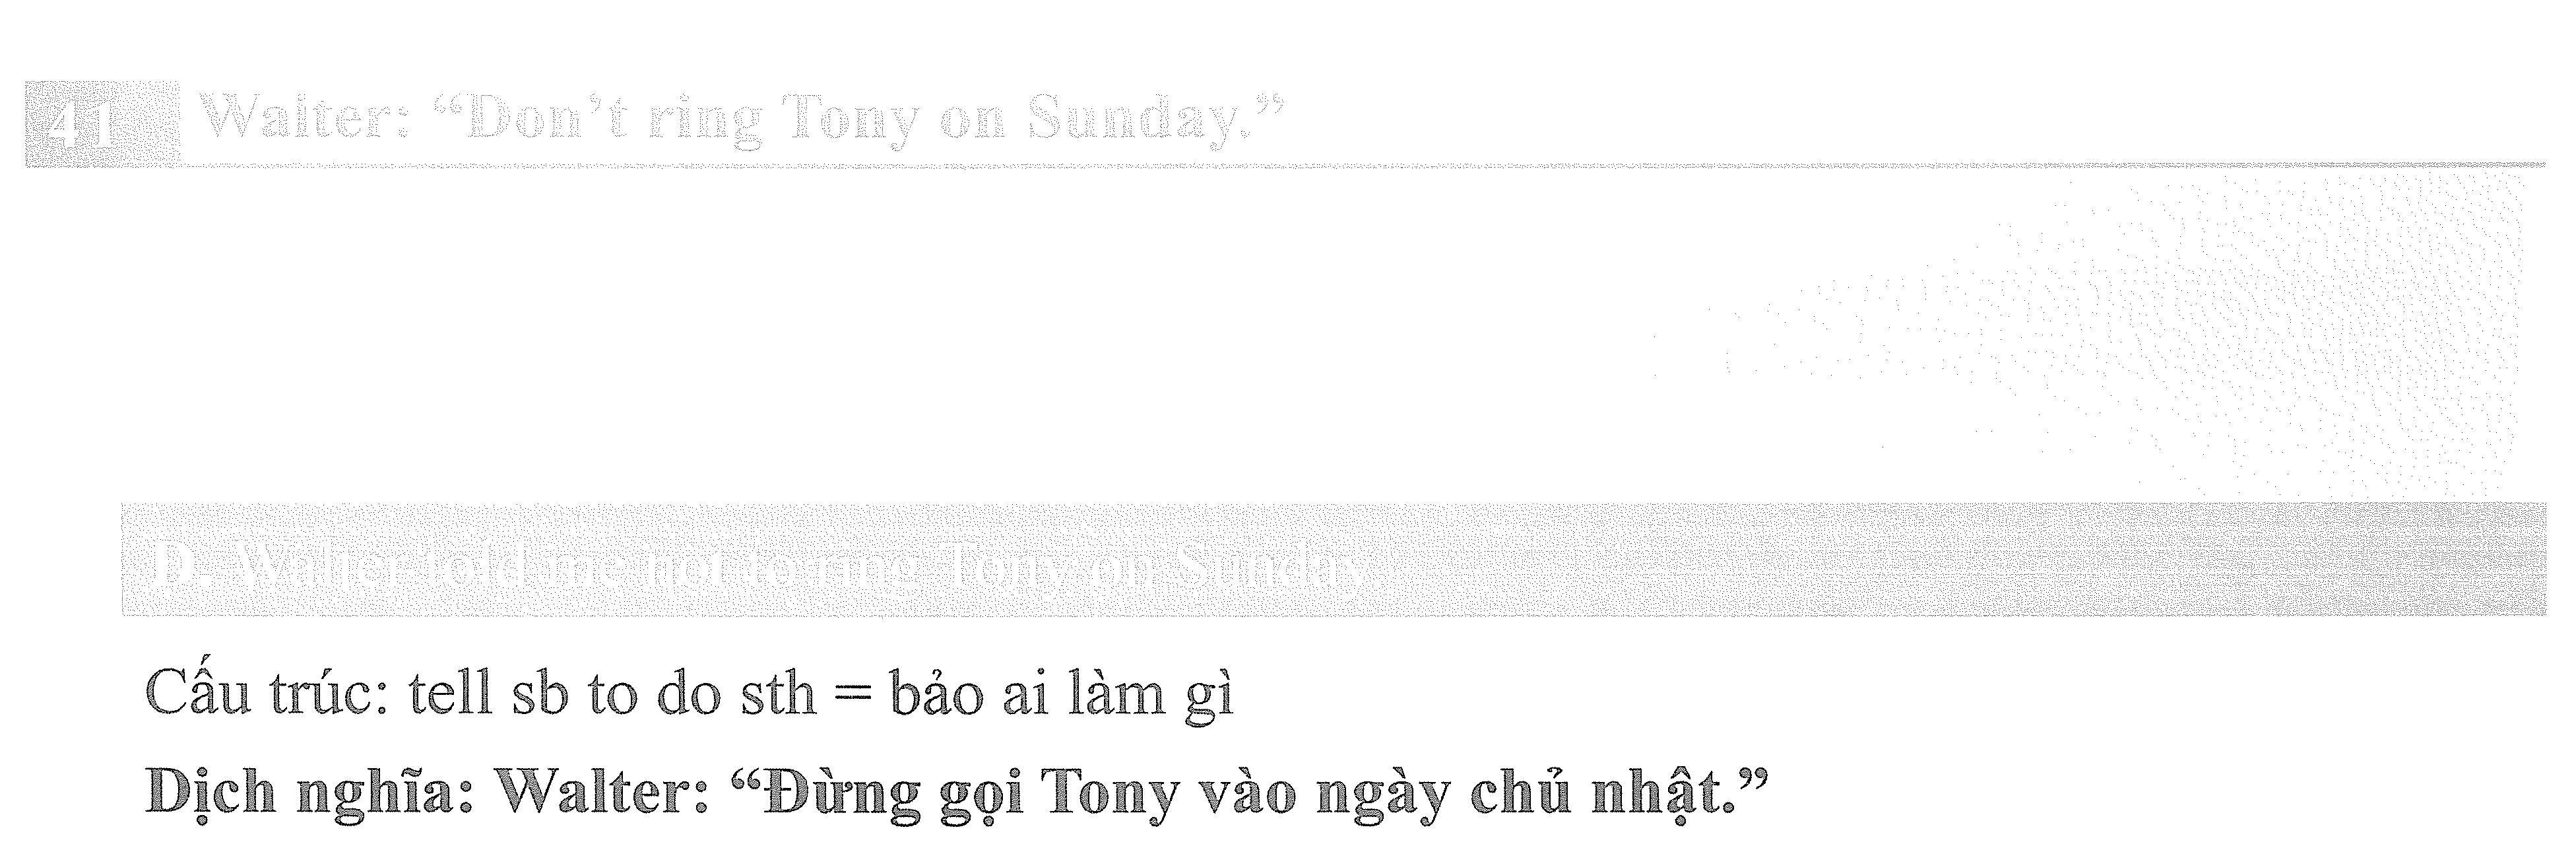 41 Walter: “Don’t ring Tony on Sunday.”
D. Walter told me not to ring Tony on Sunday.
Cấu trúc: tell sb to do sth = bảo ai làm gì
Dịch nghĩa: Walter: “Đừng gọi Tony vào ngày chủ nhật.”